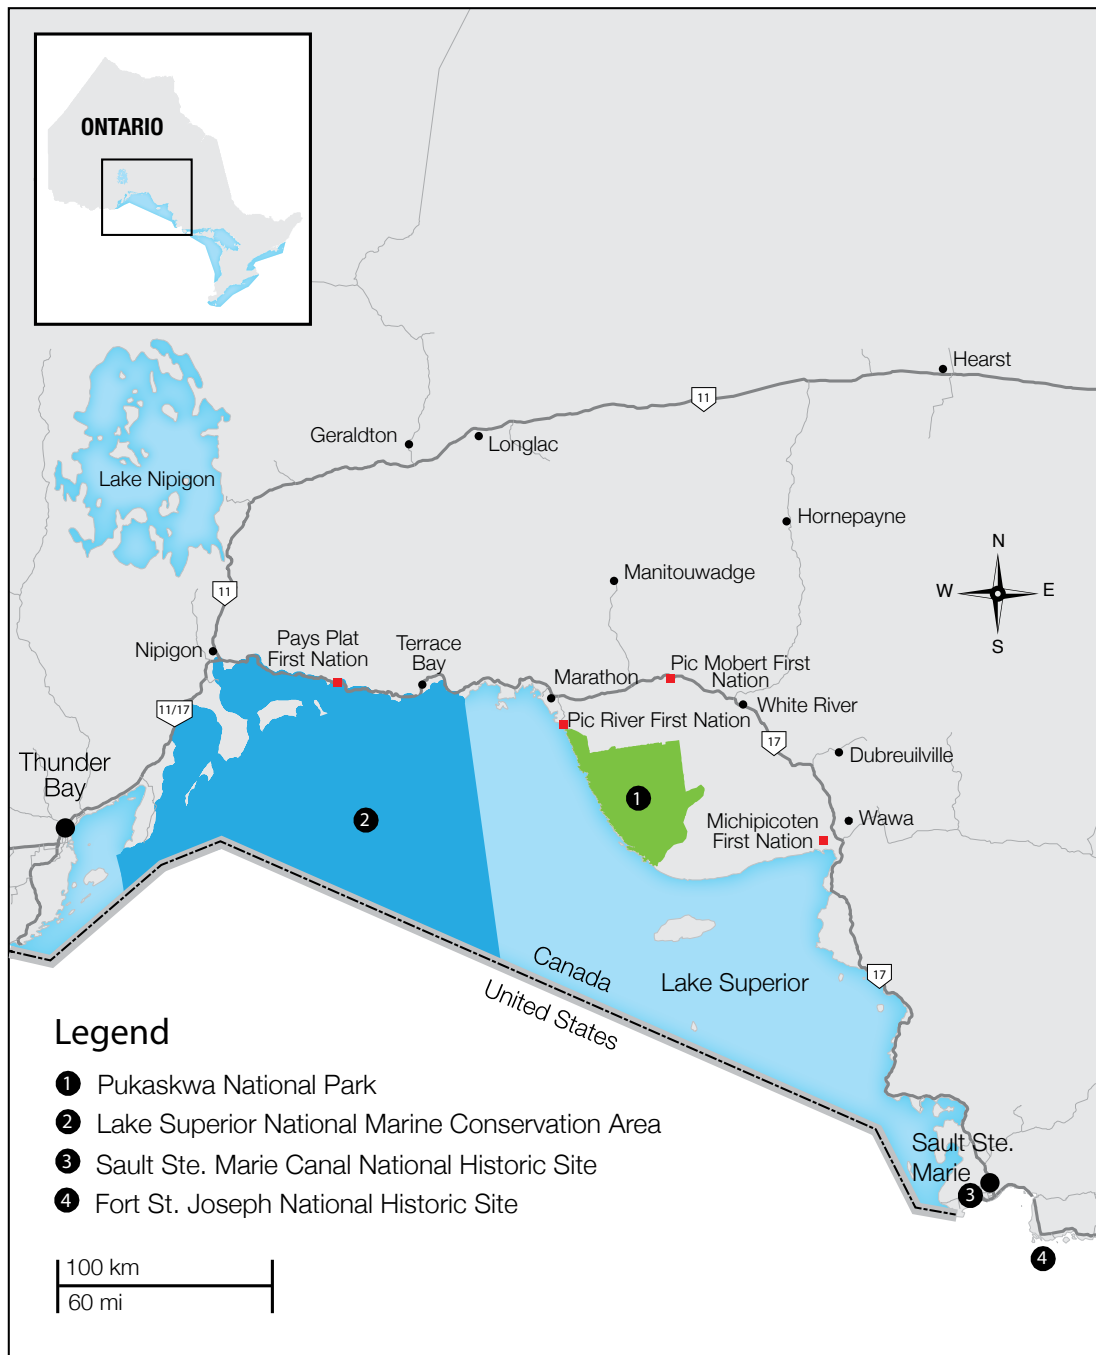 ONTARIO
Hearst
11
Geraldton
Longlac
Lake Nipigon
Hornepayne
N
W
E
S
Manitouwadge
11
Nipigon
Pays Plat
First Nation
Terrace
Bay
Marathon
Pic Mobert First
Nation
White River
11/17
Pic River First Nation
17
Dubreuilville
Thunder
Bay
1
2
Michipicoten
First Nation
Wawa
Canada
United States
Lake Superior
17
Sault Ste.
Marie
3
4
Legend
1 Pukaskwa National Park
2 Lake Superior National Marine Conservation Area
3 Sault Ste. Marie Canal National Historic Site
4 Fort St. Joseph National Historic Site
100 km
60 mi